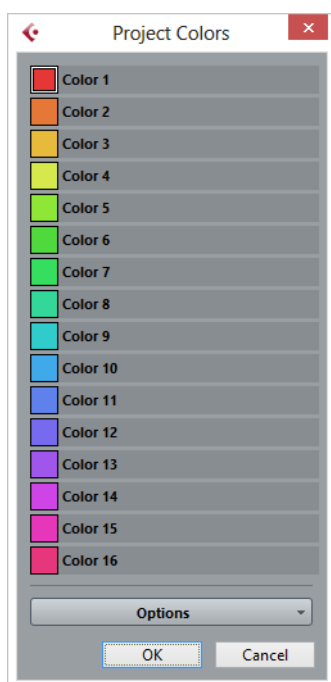 Project Colors
Color 1
Color 2
Color 3
Color 4
Color 5
Color 6
Color 7
Color 8
Color 9
Color 10
Color 11
Color 12
Color 13
Color 14
Color 15
Color 16
Options
OK Cancel